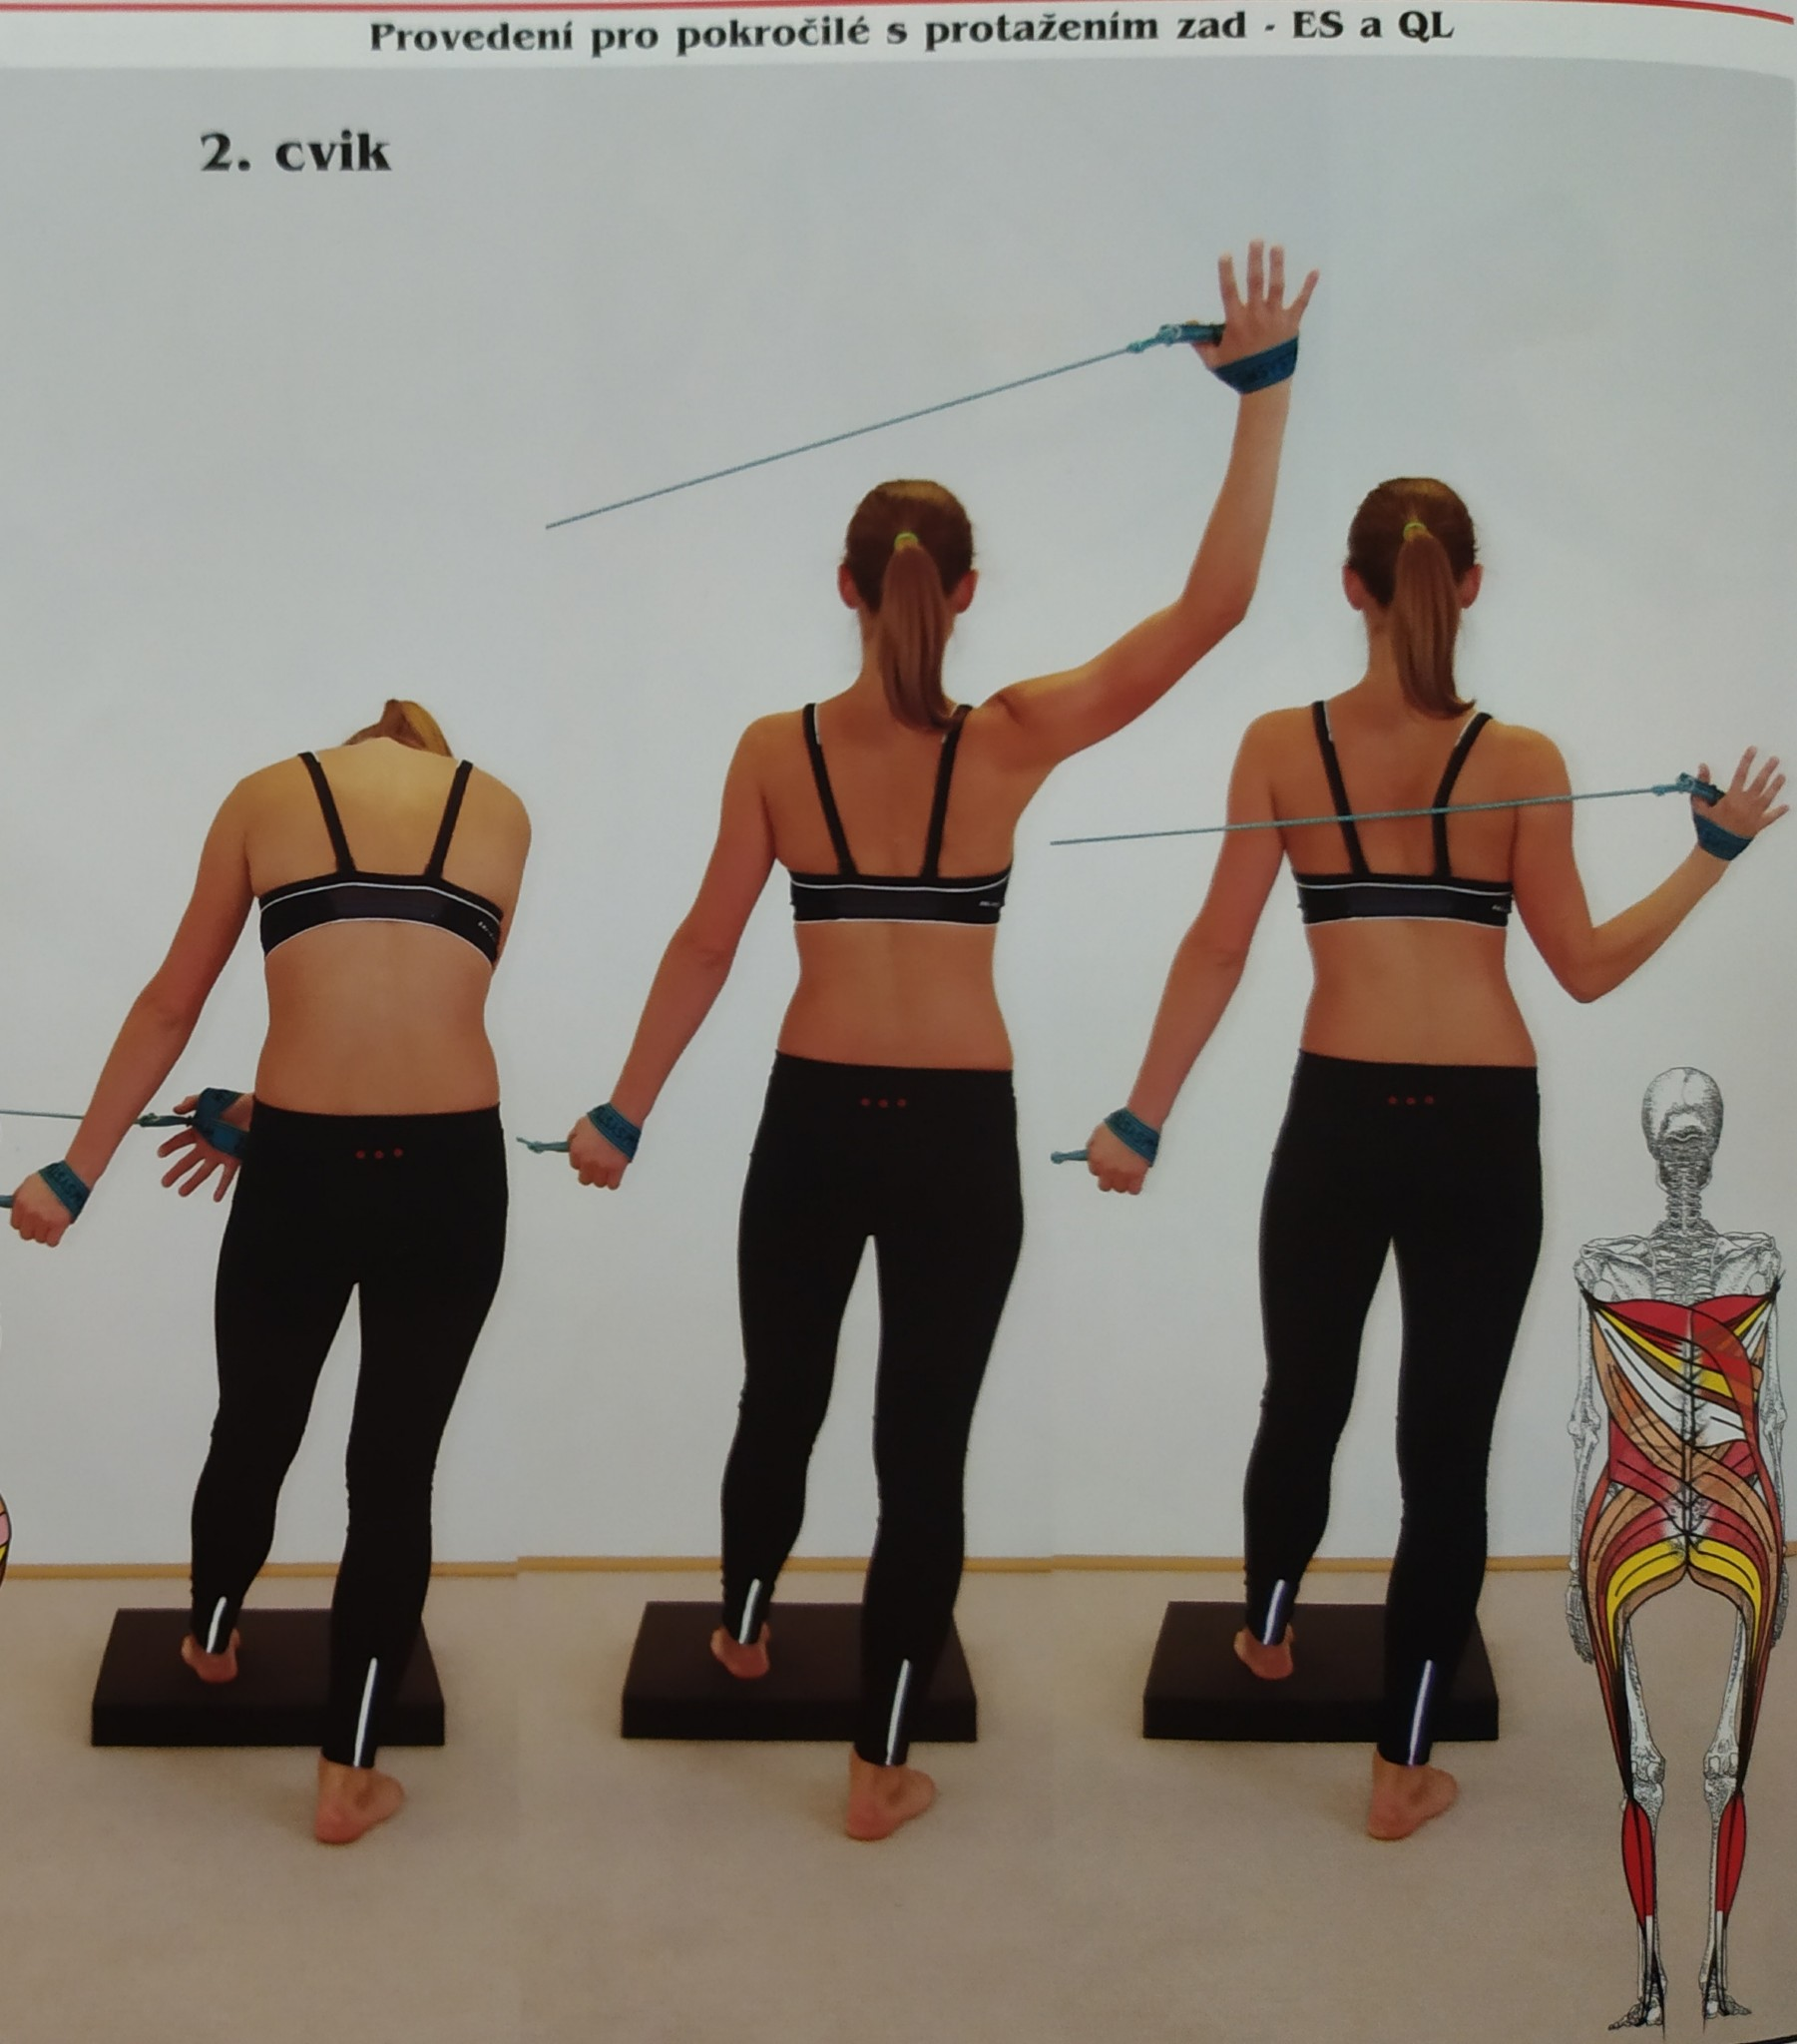 Provedení pro pokročilé s protažením zad - ES a QL
2. cvik